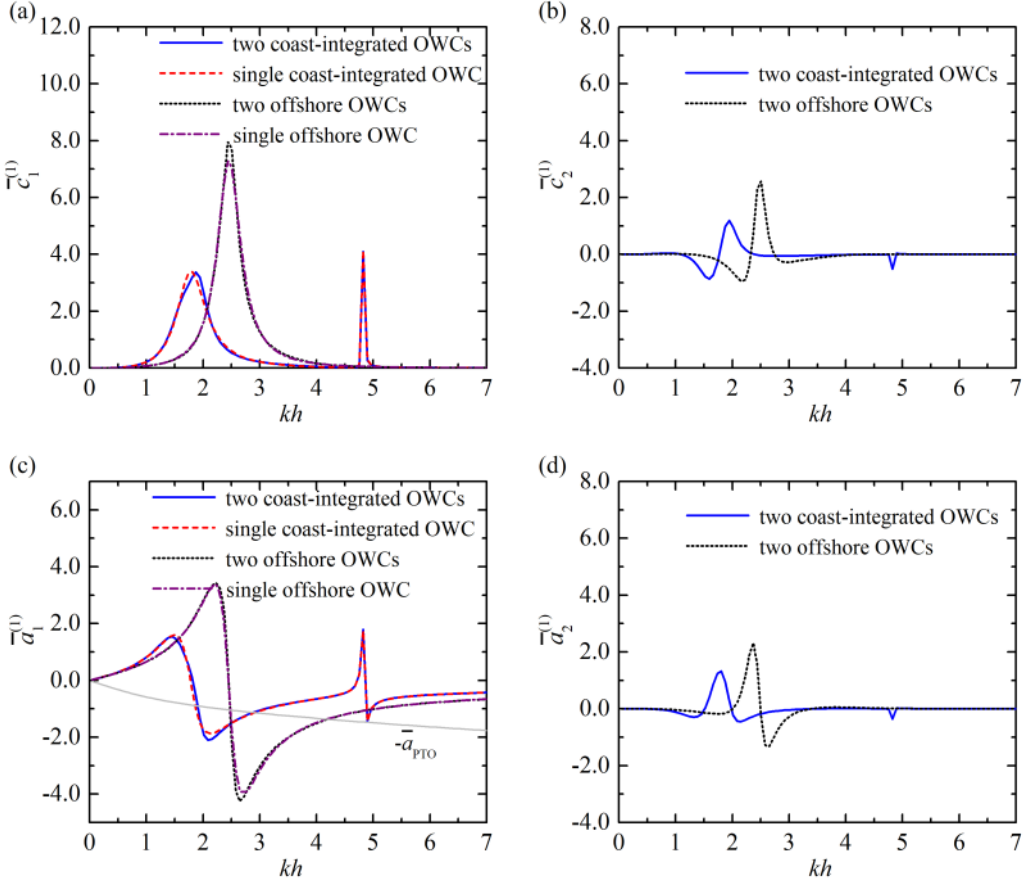 (a)
12.0
10.0
8.0
6.0
4.0
2.0
0.0
c̅₁⁽¹⁾
two coast-integrated OWCs
single coast-integrated OWC
two offshore OWCs
single offshore OWC
0 1 2 3 4 5 6 7
kh
(b)
8.0
6.0
4.0
2.0
0.0
-2.0
-4.0
c̅₂⁽¹⁾
two coast-integrated OWCs
two offshore OWCs
0 1 2 3 4 5 6 7
kh
(c)
6.0
4.0
2.0
0.0
-2.0
-4.0
a̅₁⁽¹⁾
two coast-integrated OWCs
single coast-integrated OWC
two offshore OWCs
single offshore OWC
-a̅PTO
0 1 2 3 4 5 6 7
kh
(d)
8.0
6.0
4.0
2.0
0.0
-2.0
-4.0
a̅₂⁽¹⁾
two coast-integrated OWCs
two offshore OWCs
0 1 2 3 4 5 6 7
kh